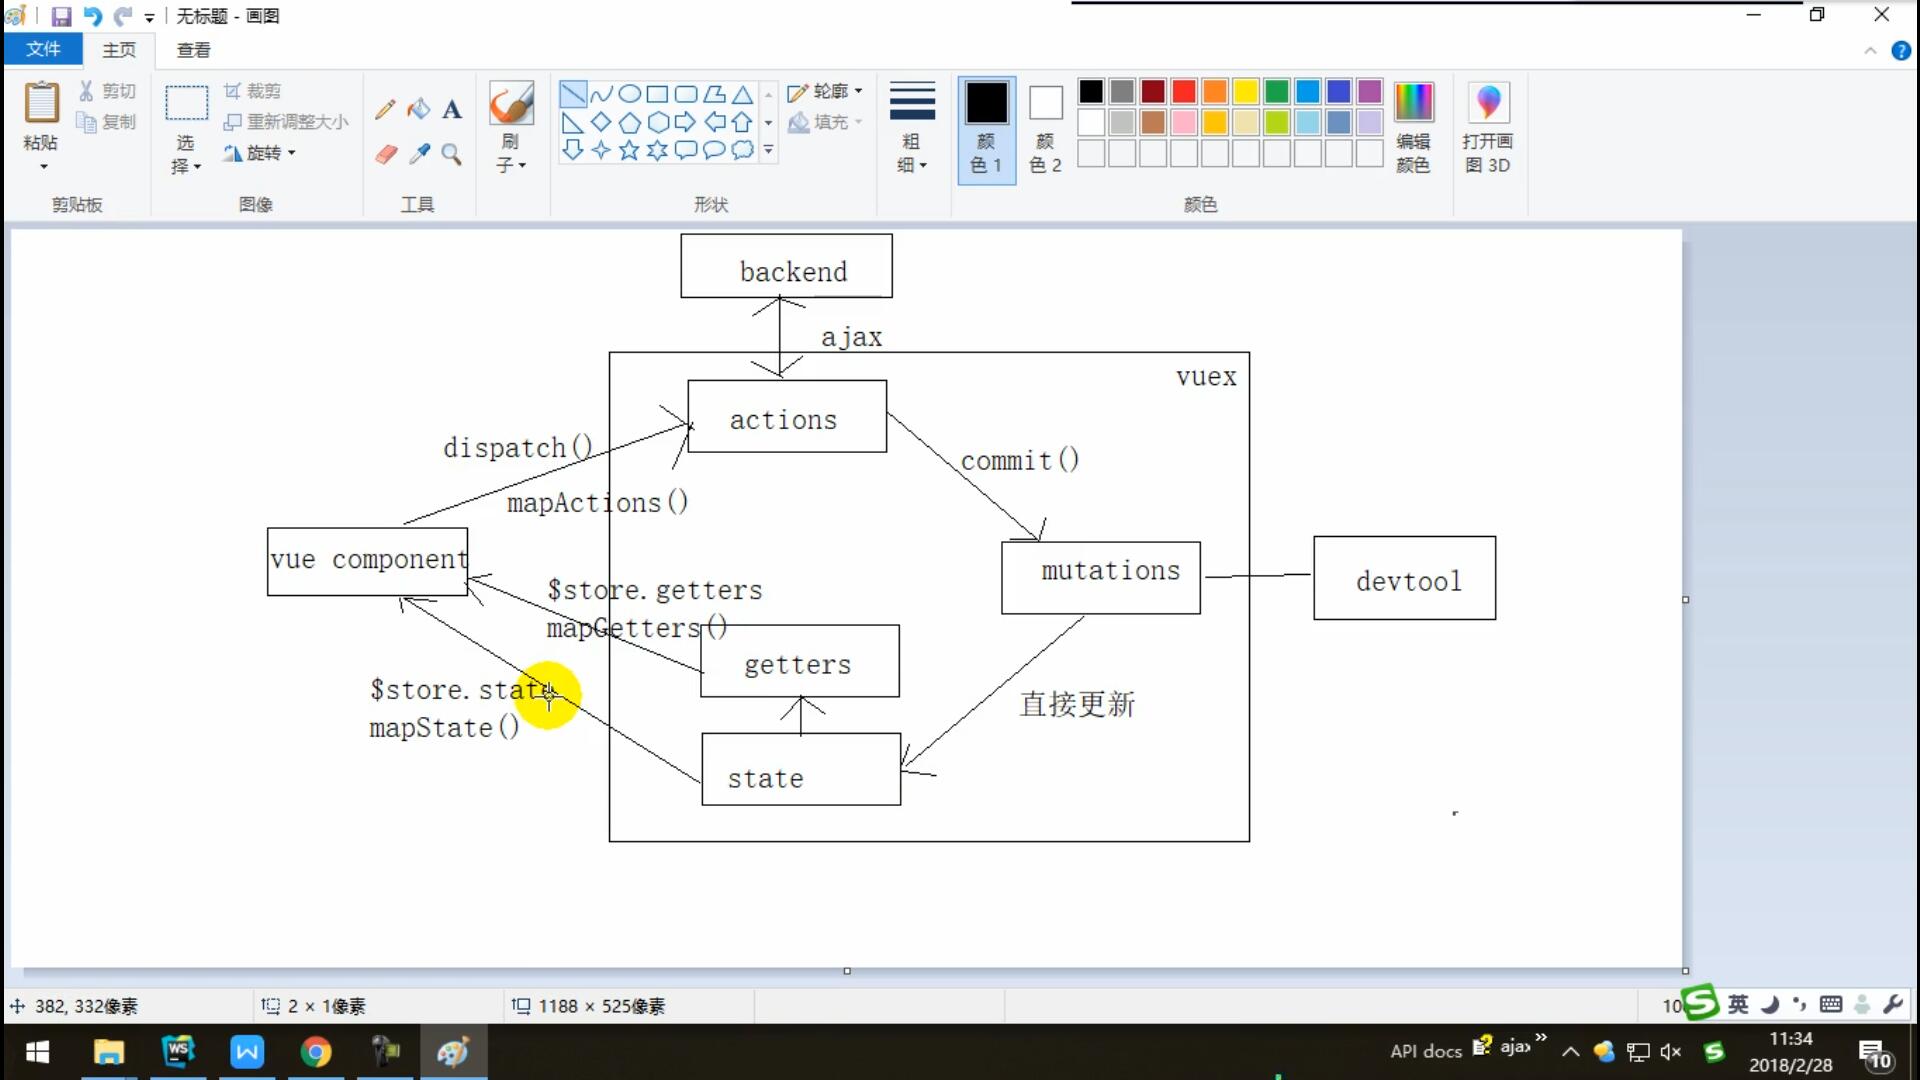 无标题 - 画图
文件
主页
查看
粘贴
剪切
复制
剪贴板
选择
裁剪
重新调整大小
旋转
图像
A
工具
刷子
轮廓
填充
形状
粗细
颜色 1
颜色 2
颜色
编辑颜色
打开画图 3D
backend
ajax
vuex
actions
dispatch()
commit()
mapActions()
vue component
mutations
devtool
$store.getters
mapGetters()
getters
$store.state
mapState()
直接更新
state
382, 332像素
2 × 1像素
1188 × 525像素
英
WS
API docs
ajax
11:34
2018/2/28
10